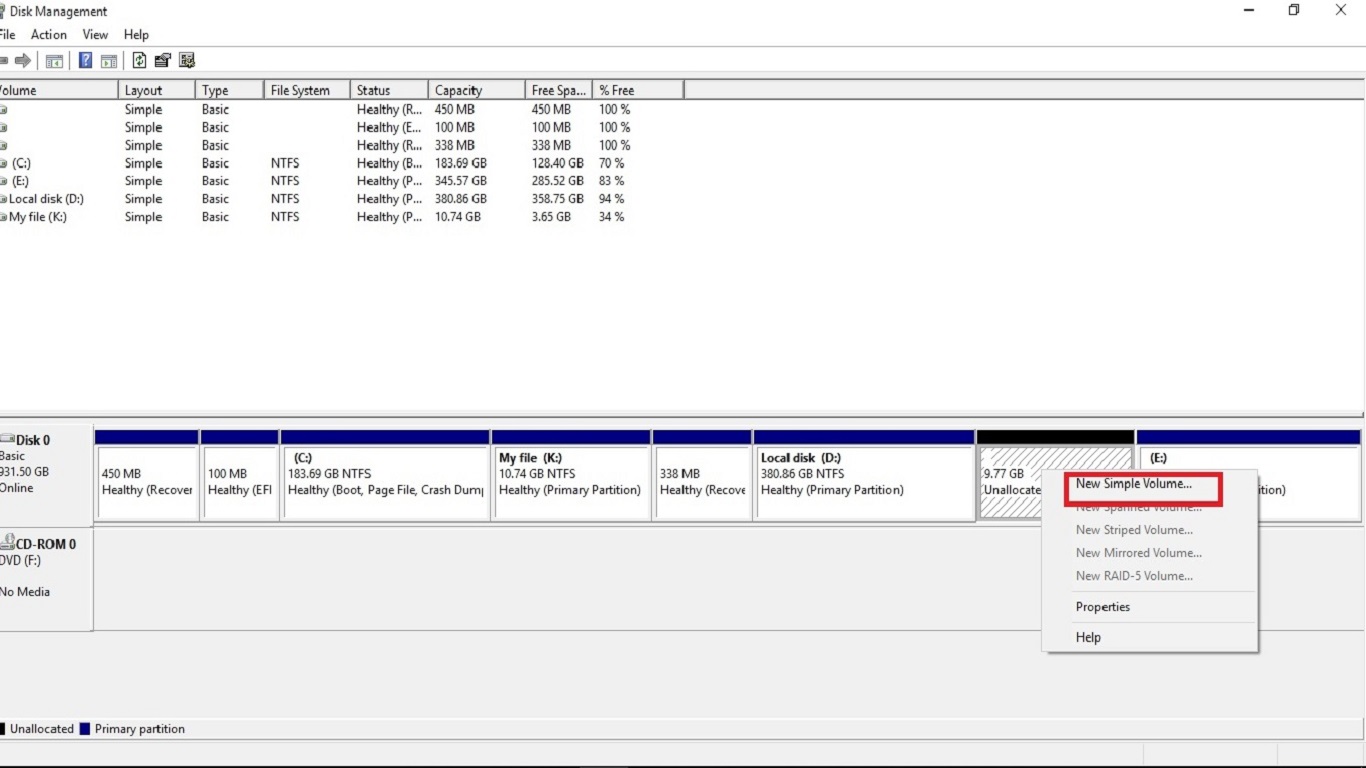 Disk Management
File Action View Help
Volume Layout Type File System Status Capacity Free Spa... % Free
Simple Basic Healthy (R... 450 MB 450 MB 100 %
Simple Basic Healthy (E... 100 MB 100 MB 100 %
Simple Basic Healthy (R... 338 MB 338 MB 100 %
(C:) Simple Basic NTFS Healthy (B... 183.69 GB 128.40 GB 70 %
(E:) Simple Basic NTFS Healthy (P... 345.57 GB 285.52 GB 83 %
Local disk (D:) Simple Basic NTFS Healthy (P... 380.86 GB 358.75 GB 94 %
My file (K:) Simple Basic NTFS Healthy (P... 10.74 GB 3.65 GB 34 %
Disk 0
Basic
931.50 GB
Online
450 MB
Healthy (Recover
100 MB
Healthy (EFI
(C:)
183.69 GB NTFS
Healthy (Boot, Page File, Crash Dump
My file (K:)
10.74 GB NTFS
Healthy (Primary Partition)
338 MB
Healthy (Recove
Local disk (D:)
380.86 GB NTFS
Healthy (Primary Partition)
9.77 GB
Unallocate
(E:)
ition)
New Simple Volume...
New Spanned Volume...
New Striped Volume...
New Mirrored Volume...
New RAID-5 Volume...
Properties
Help
CD-ROM 0
DVD (F:)
No Media
Unallocated Primary partition